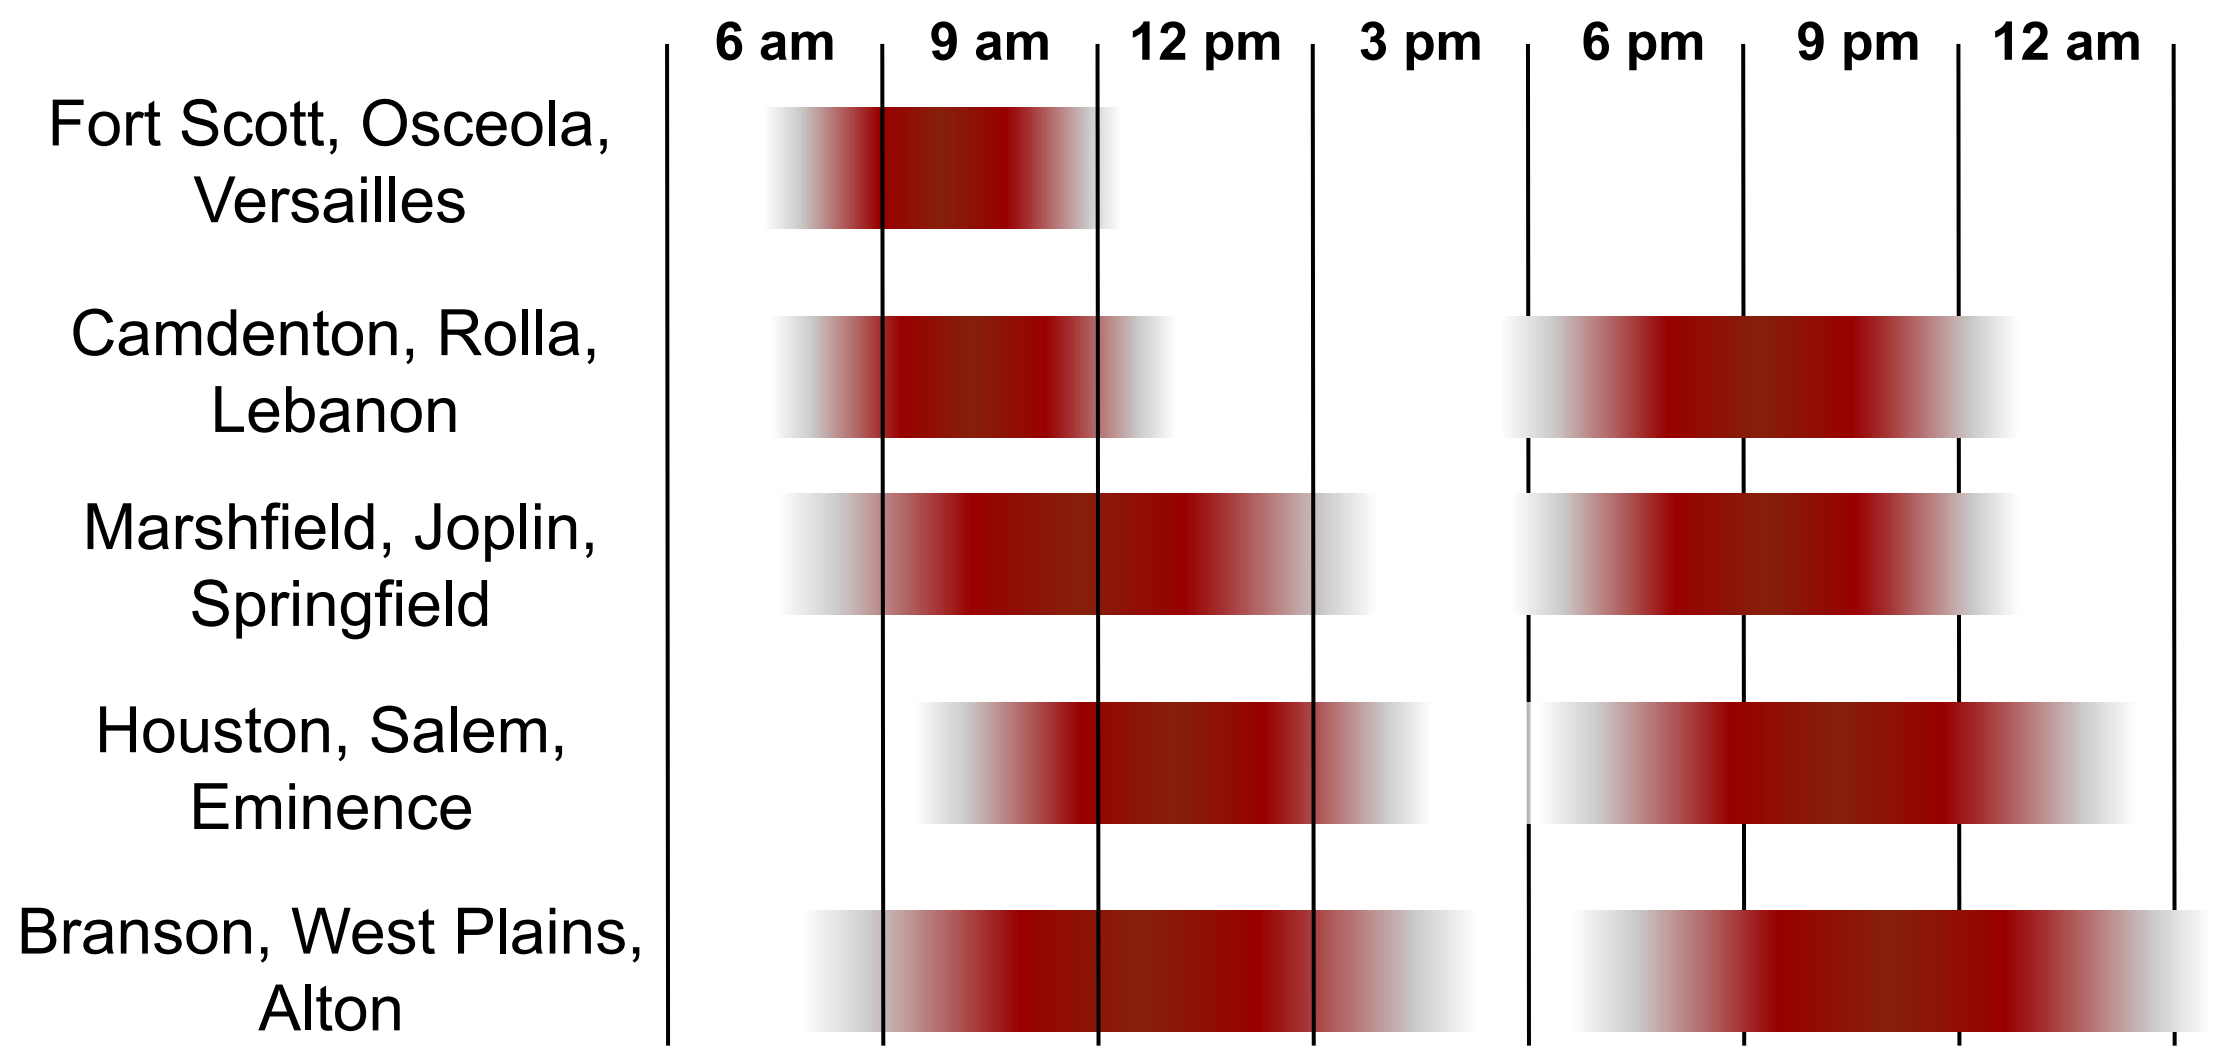 6 am 9 am 12 pm 3 pm 6 pm 9 pm 12 am
Fort Scott, Osceola,
Versailles
Camdenton, Rolla,
Lebanon
Marshfield, Joplin,
Springfield
Houston, Salem,
Eminence
Branson, West Plains,
Alton